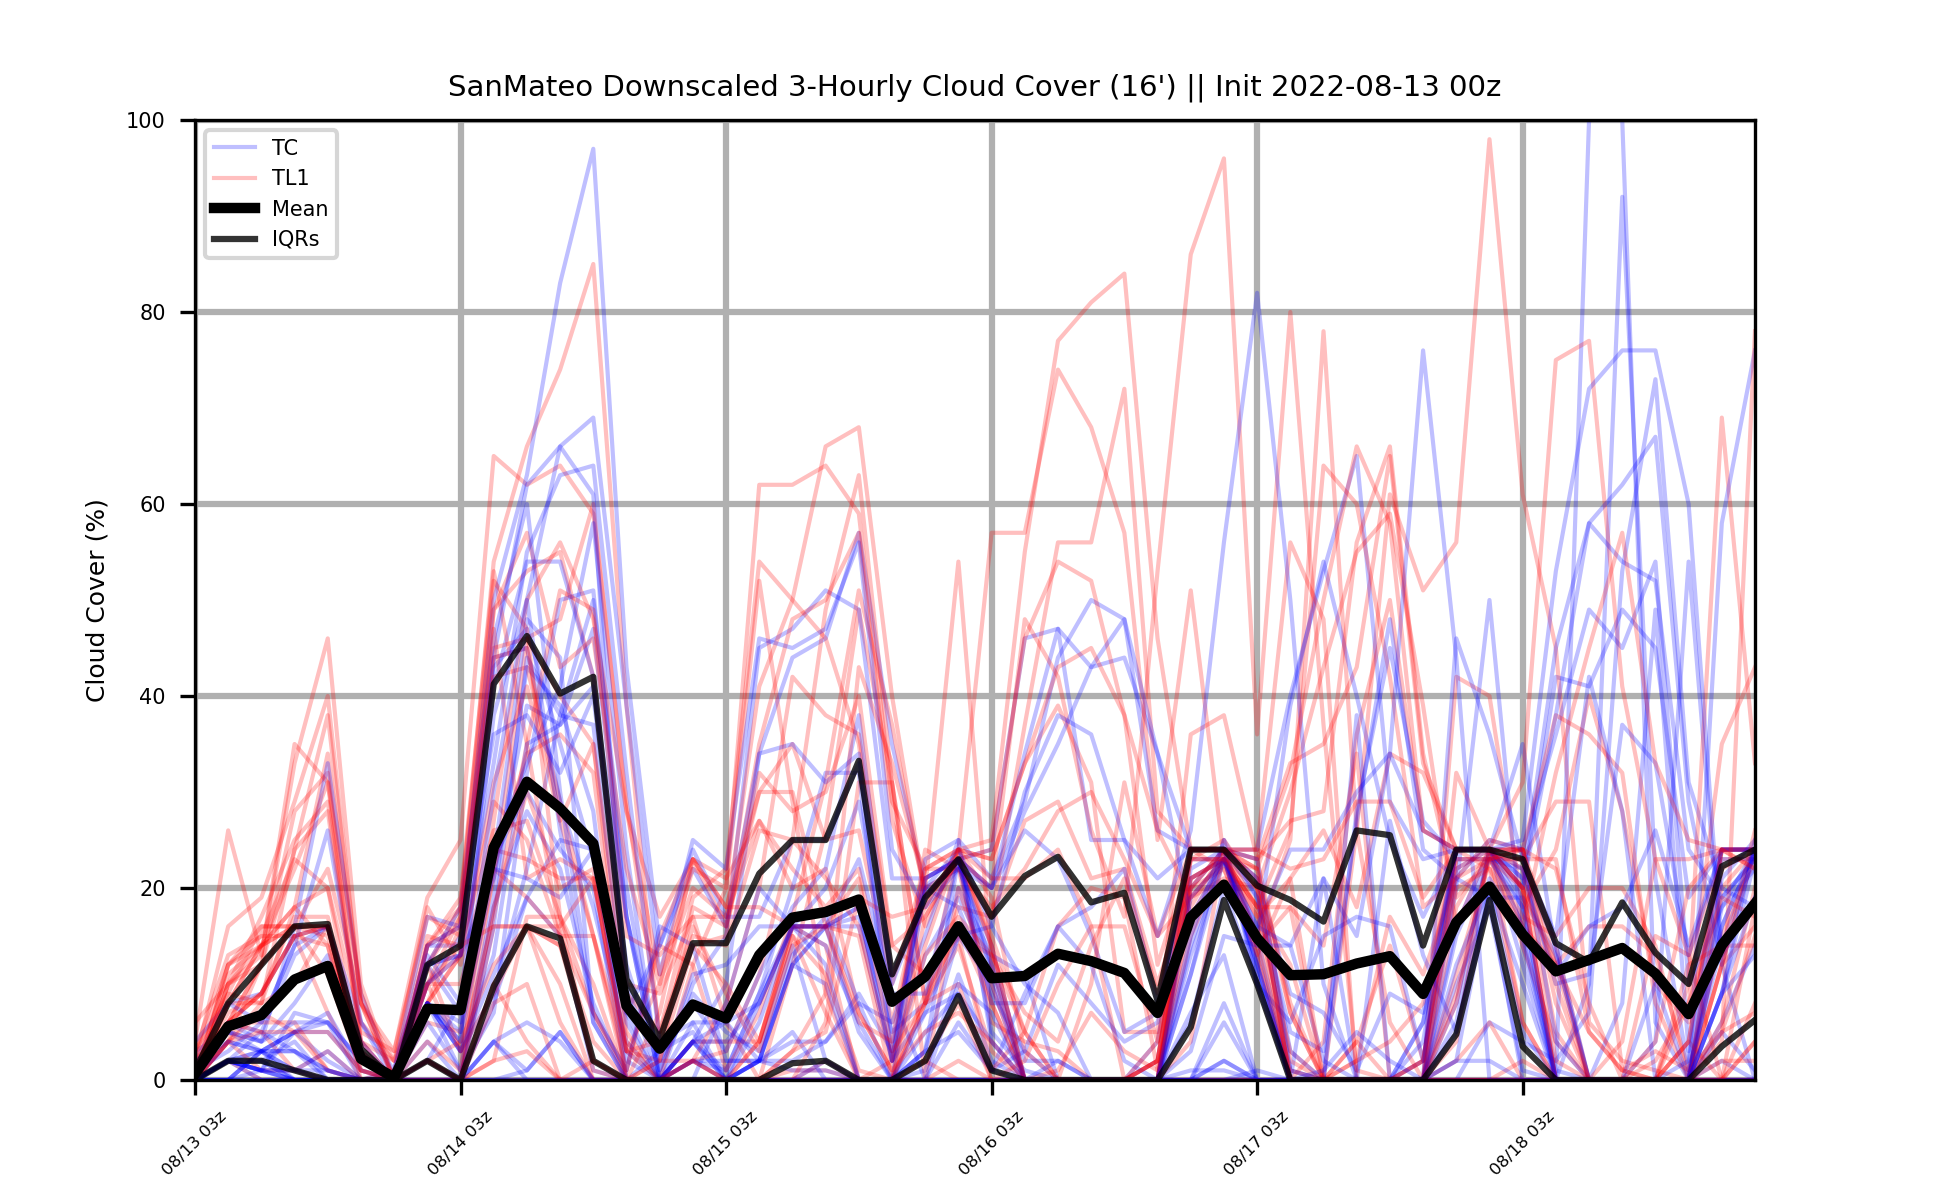 SanMateo Downscaled 3-Hourly Cloud Cover (16') || Init 2022-08-13 00z
100
80
60
40
20
0
Cloud Cover (%)
TC
TL1
Mean
IQRs
08/13 03z
08/14 03z
08/15 03z
08/16 03z
08/17 03z
08/18 03z